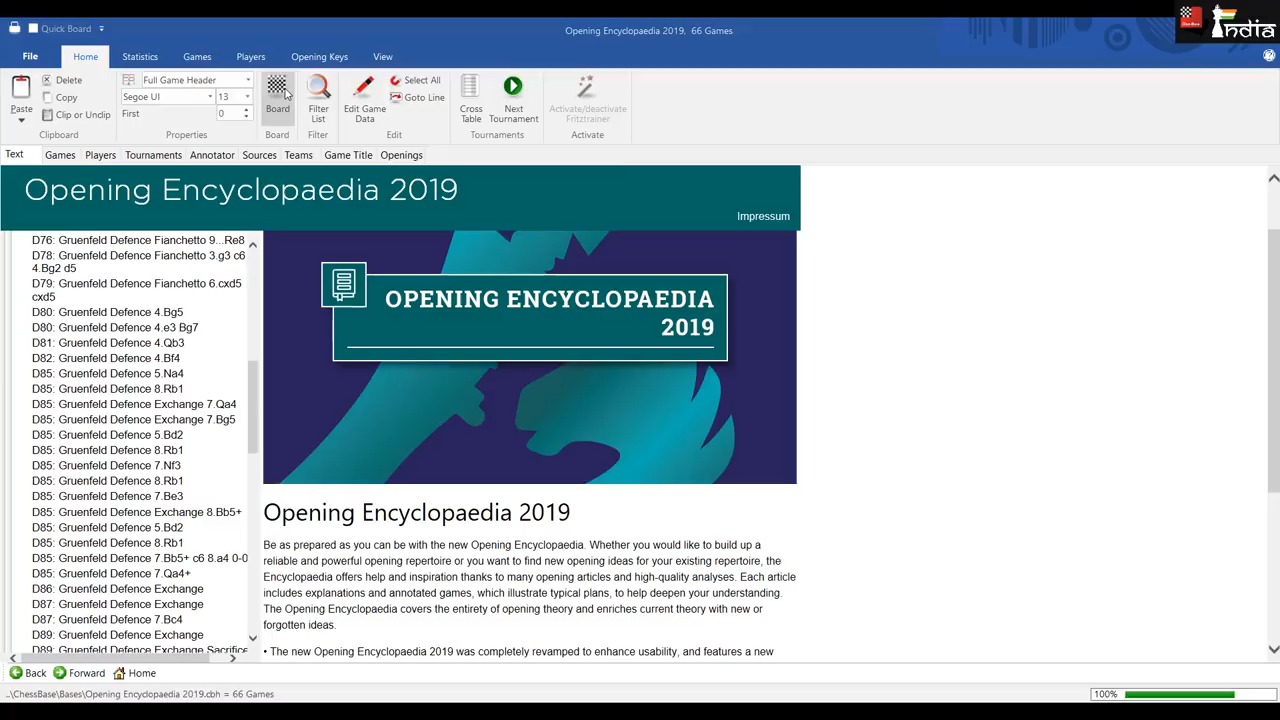 Quick Board
Opening Encyclopaedia 2019, 66 Games
India
File Home Statistics Games Players Opening Keys View
Paste
Delete
Copy
Clip or Undip
Clipboard
Full Game Header
Segoe UI 13
First 0
Properties
Board
Board
Filter
List
Filter
Edit Game
Data
Select All
Goto Line
Edit
Cross
Table
Next
Tournament
Tournaments
Activate/deactivate
Fritztrainer
Activate
Text Games Players Tournaments Annotator Sources Teams Game Title Openings
Opening Encyclopaedia 2019
Impressum
D76: Gruenfeld Defence Fianchetto 9...Re8
D78: Gruenfeld Defence Fianchetto 3.g3 c6
4.Bg2 d5
D79: Gruenfeld Defence Fianchetto 6.cxd5
cxd5
D80: Gruenfeld Defence 4.Bg5
D80: Gruenfeld Defence 4.e3 Bg7
D81: Gruenfeld Defence 4.Qb3
D82: Gruenfeld Defence 4.Bf4
D85: Gruenfeld Defence 5.Na4
D85: Gruenfeld Defence 8.Rb1
D85: Gruenfeld Defence Exchange 7.Qa4
D85: Gruenfeld Defence Exchange 7.Bg5
D85: Gruenfeld Defence 5.Bd2
D85: Gruenfeld Defence 8.Rb1
D85: Gruenfeld Defence 7.Nf3
D85: Gruenfeld Defence 8.Rb1
D85: Gruenfeld Defence 7.Be3
D85: Gruenfeld Defence Exchange 8.Bb5+
D85: Gruenfeld Defence 5.Bd2
D85: Gruenfeld Defence 8.Rb1
D85: Gruenfeld Defence 7.Bb5+ c6 8.a4 0-0
D85: Gruenfeld Defence 7.Qa4+
D86: Gruenfeld Defence Exchange
D87: Gruenfeld Defence Exchange
D87: Gruenfeld Defence 7.Bc4
D89: Gruenfeld Defence Exchange
D89: Gruenfeld Defence Exchange Sacrifice
OPENING ENCYCLOPAEDIA
2019
Opening Encyclopaedia 2019
Be as prepared as you can be with the new Opening Encyclopaedia. Whether you would like to build up a
reliable and powerful opening repertoire or you want to find new opening ideas for your existing repertoire, the
Encyclopaedia offers help and inspiration thanks to many opening articles and high-quality analyses. Each article
includes explanations and annotated games, which illustrate typical plans, to help deepen your understanding.
The Opening Encyclopaedia covers the entirety of opening theory and enriches current theory with new or
forgotten ideas.
• The new Opening Encyclopaedia 2019 was completely revamped to enhance usability, and features a new
Back Forward Home
..\ChessBase\Bases\Opening Encyclopaedia 2019.cbh = 66 Games
100%